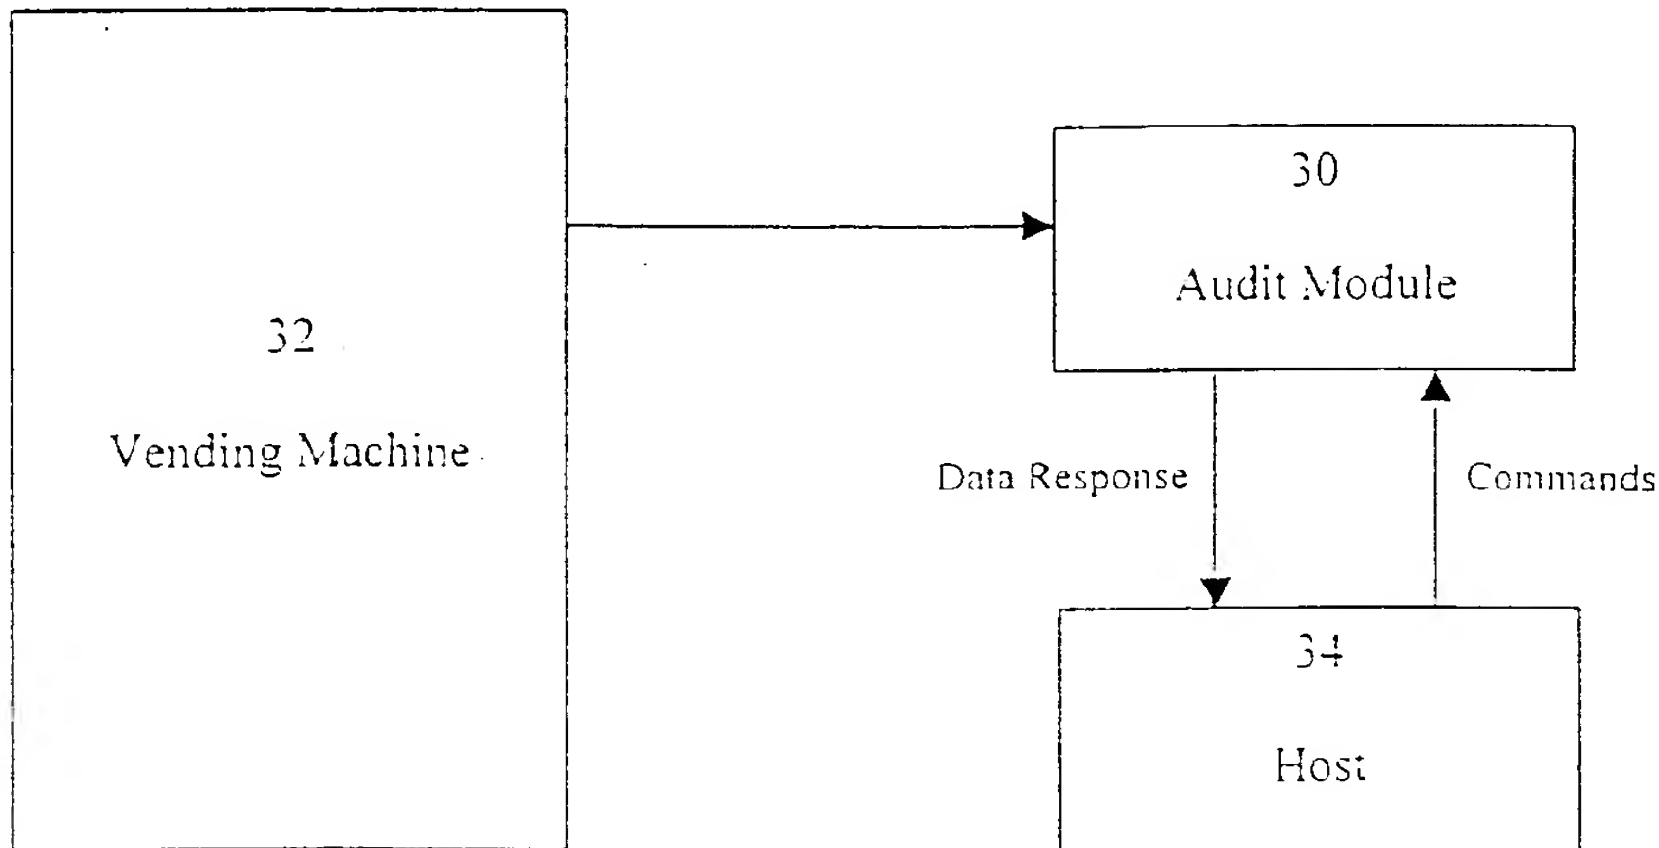 32
Vending Machine
30
Audit Module
Data Response
Commands
34
Host